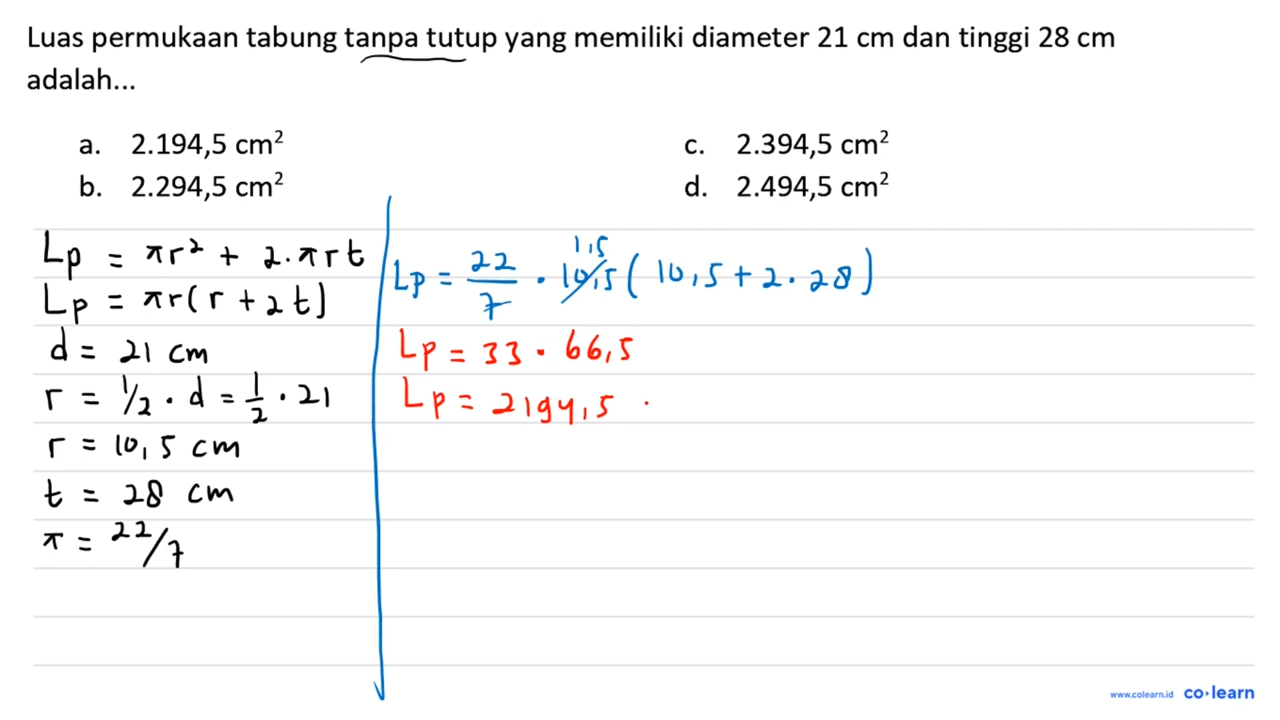 Luas permukaan tabung tanpa tutup yang memiliki diameter 21 cm dan tinggi 28 cm
adalah...
a. 2.194,5 cm²
c. 2.394,5 cm²
b. 2.294,5 cm²
d. 2.494,5 cm²
Lp = πr² + 2.πrt
Lp = πr(r + 2t)
d = 21 cm
r = 1/2 · d = 1/2 · 21
r = 10,5 cm
t = 28 cm
π = 22/7
1,5
Lp = 22/7 · 10,5 (10,5 + 2 · 28)
Lp = 33 · 66,5
Lp = 2194,5 .
www.colearn.id co·learn